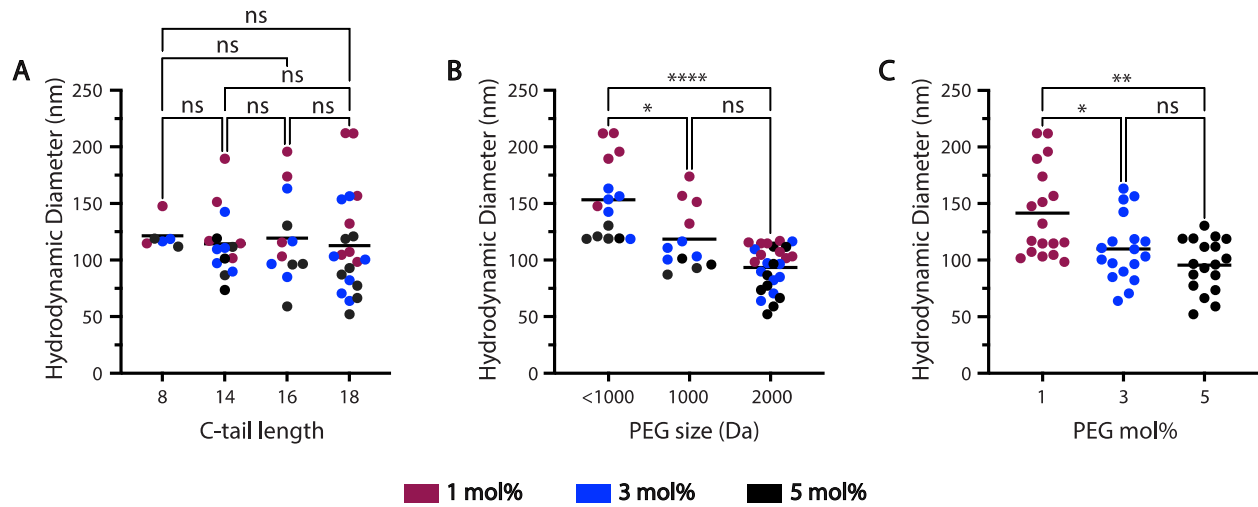 A
Hydrodynamic Diameter (nm)
250
200
150
100
50
0
ns
ns
ns
ns
ns
ns
8
14
16
18
C-tail length
B
Hydrodynamic Diameter (nm)
250
200
150
100
50
0
****
*
ns
<1000
1000
2000
PEG size (Da)
C
Hydrodynamic Diameter (nm)
250
200
150
100
50
0
**
*
ns
1
3
5
PEG mol%
1 mol%
3 mol%
5 mol%